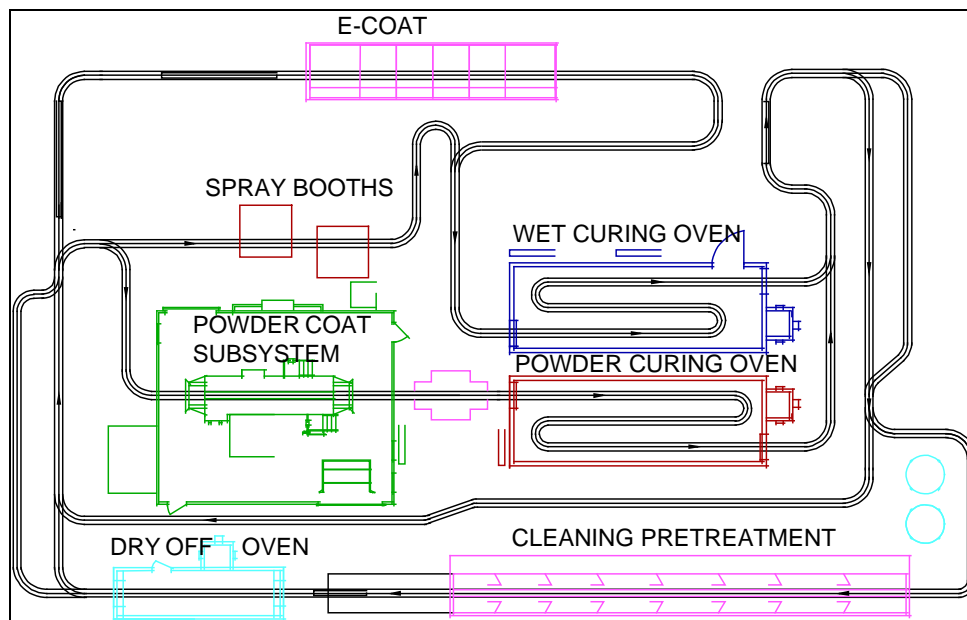 E-COAT
SPRAY BOOTHS
WET CURING OVEN
POWDER COAT
SUBSYSTEM
POWDER CURING OVEN
DRY OFF OVEN
CLEANING PRETREATMENT